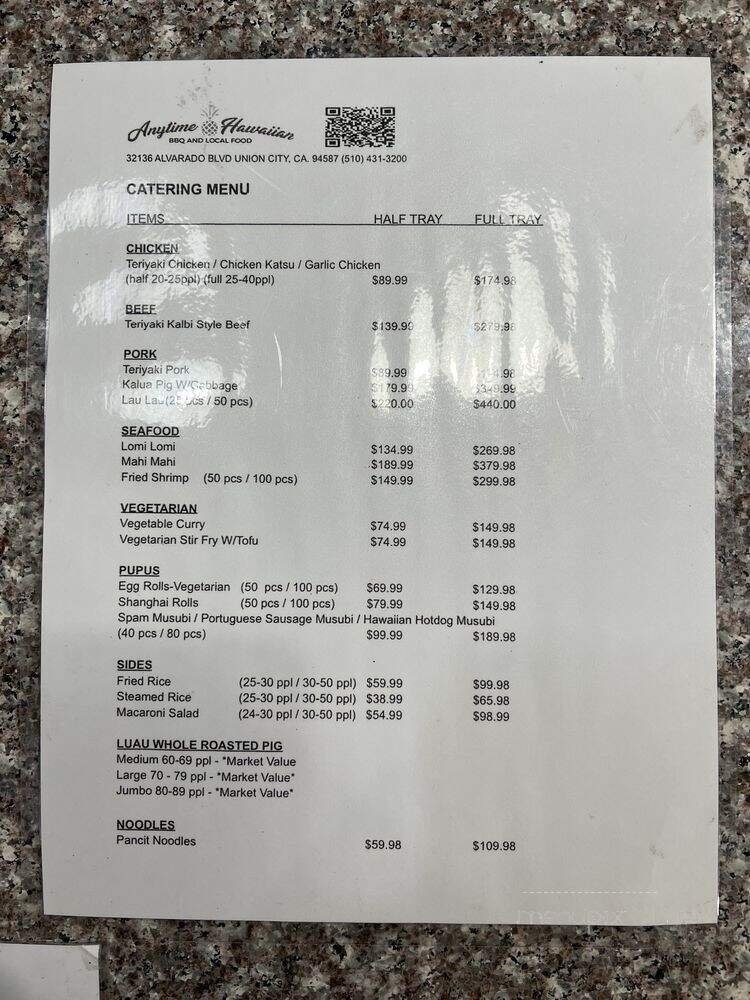 Anytime Hawaiian
BBQ AND LOCAL FOOD
32136 ALVARADO BLVD UNION CITY, CA. 94587 (510) 431-3200
CATERING MENU
ITEMS HALF TRAY FULL TRAY
CHICKEN
Teriyaki Chicken / Chicken Katsu / Garlic Chicken
(half 20-25ppl) (full 25-40ppl) $89.99 $174.98
BEEF
Teriyaki Kalbi Style Beef $139.99 $279.98
PORK
Teriyaki Pork $89.99
Kalua Pig W/Cabbage $179.99 $349.99
Lau Lau(25 pcs / 50 pcs) $220.00 $440.00
SEAFOOD
Lomi Lomi $134.99 $269.98
Mahi Mahi $189.99 $379.98
Fried Shrimp (50 pcs / 100 pcs) $149.99 $299.98
VEGETARIAN
Vegetable Curry $74.99 $149.98
Vegetarian Stir Fry W/Tofu $74.99 $149.98
PUPUS
Egg Rolls-Vegetarian (50 pcs / 100 pcs) $69.99 $129.98
Shanghai Rolls (50 pcs / 100 pcs) $79.99 $149.98
Spam Musubi / Portuguese Sausage Musubi / Hawaiian Hotdog Musubi
(40 pcs / 80 pcs) $99.99 $189.98
SIDES
Fried Rice (25-30 ppl / 30-50 ppl) $59.99 $99.98
Steamed Rice (25-30 ppl / 30-50 ppl) $38.99 $65.98
Macaroni Salad (24-30 ppl / 30-50 ppl) $54.99 $98.99
LUAU WHOLE ROASTED PIG
Medium 60-69 ppl - *Market Value
Large 70 - 79 ppl - *Market Value*
Jumbo 80-89 ppl - *Market Value*
NOODLES
Pancit Noodles $59.98 $109.98